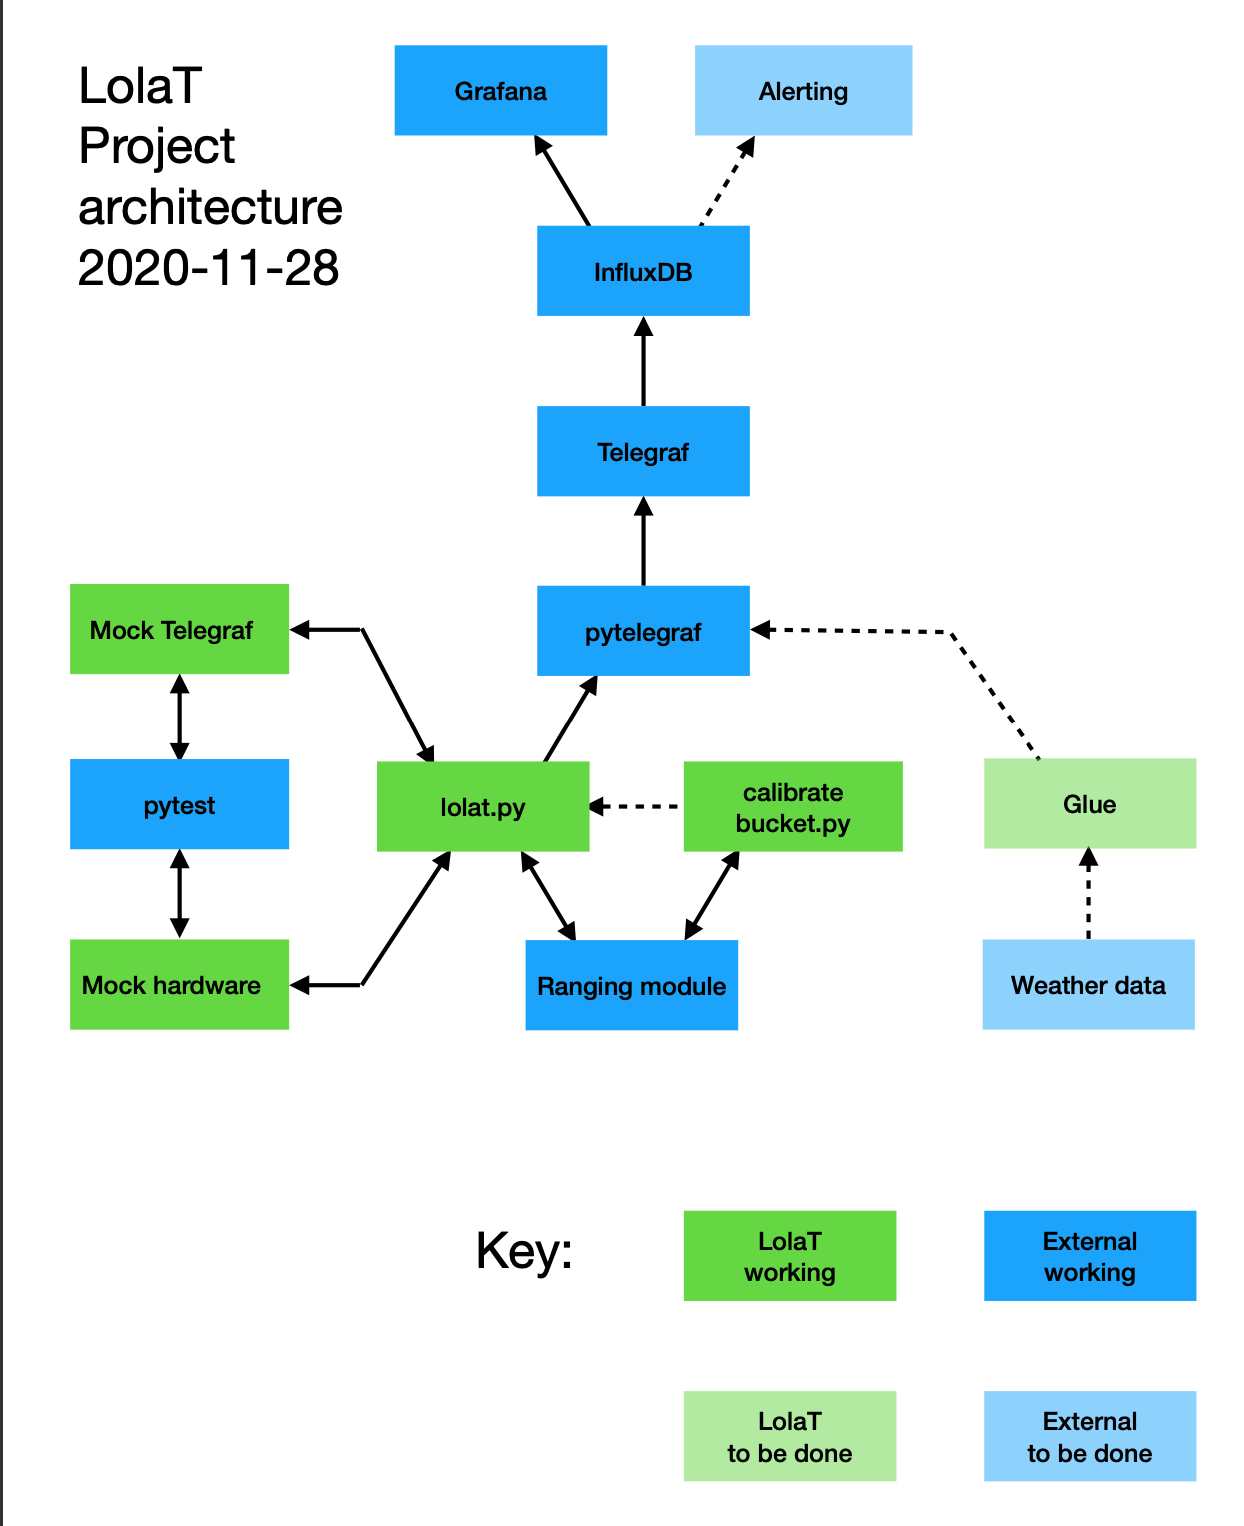 LolaT
Project
architecture
2020-11-28
Grafana
Alerting
InfluxDB
Telegraf
Mock Telegraf
pytelegraf
pytest
lolat.py
calibrate
bucket.py
Glue
Mock hardware
Ranging module
Weather data
Key:
LolaT
working
External
working
LolaT
to be done
External
to be done